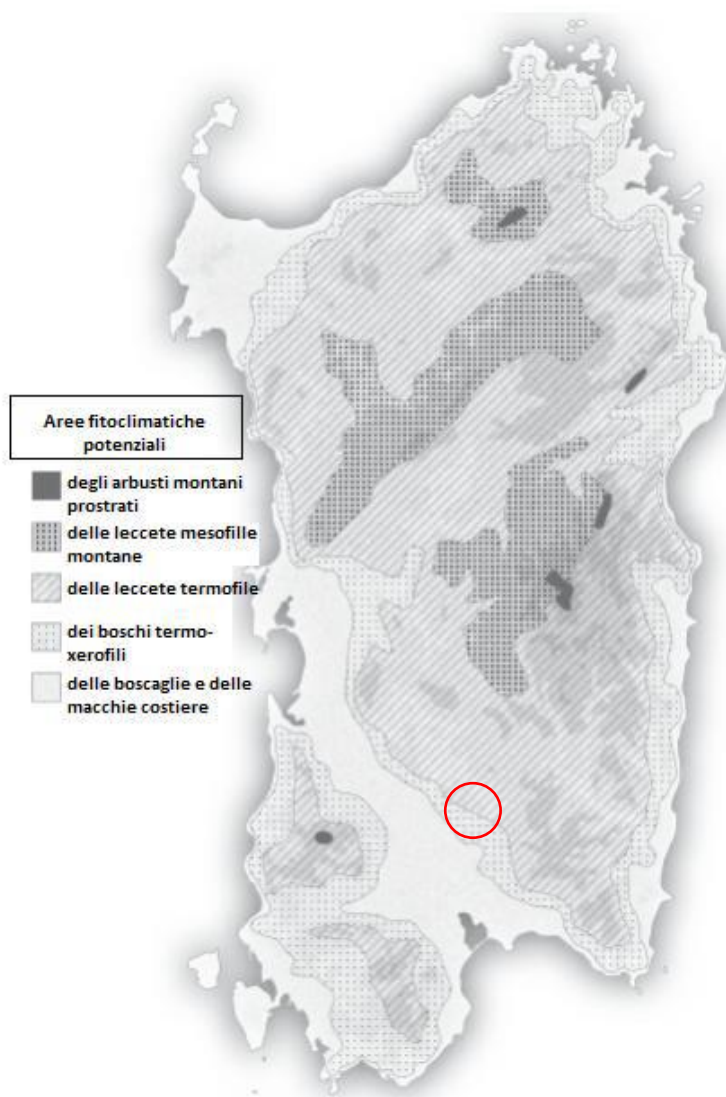 Aree fitoclimatiche
potenziali
degli arbusti montani
prostrati
delle leccete mesofille
montane
delle leccete termofile
dei boschi termo-
xerofili
delle boscaglie e delle
macchie costiere